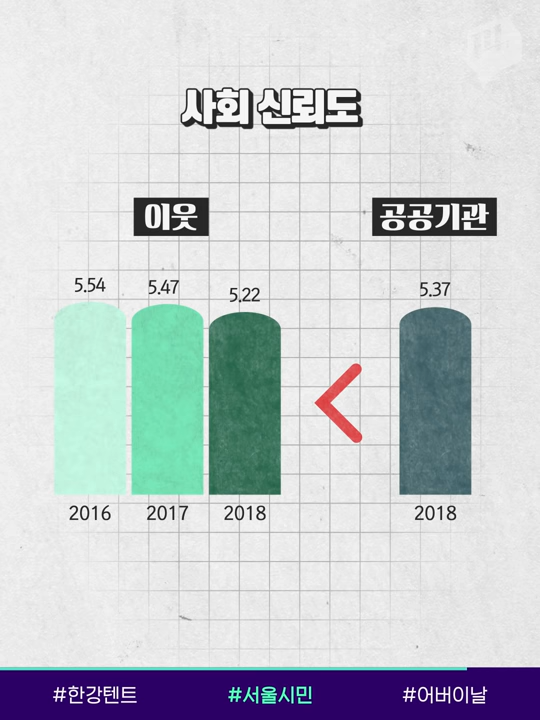 사회 신뢰도
이웃
공공기관
5.54
5.47
5.22
5.37
2016
2017
2018
2018
#한강텐트
#서울시민
#어버이날